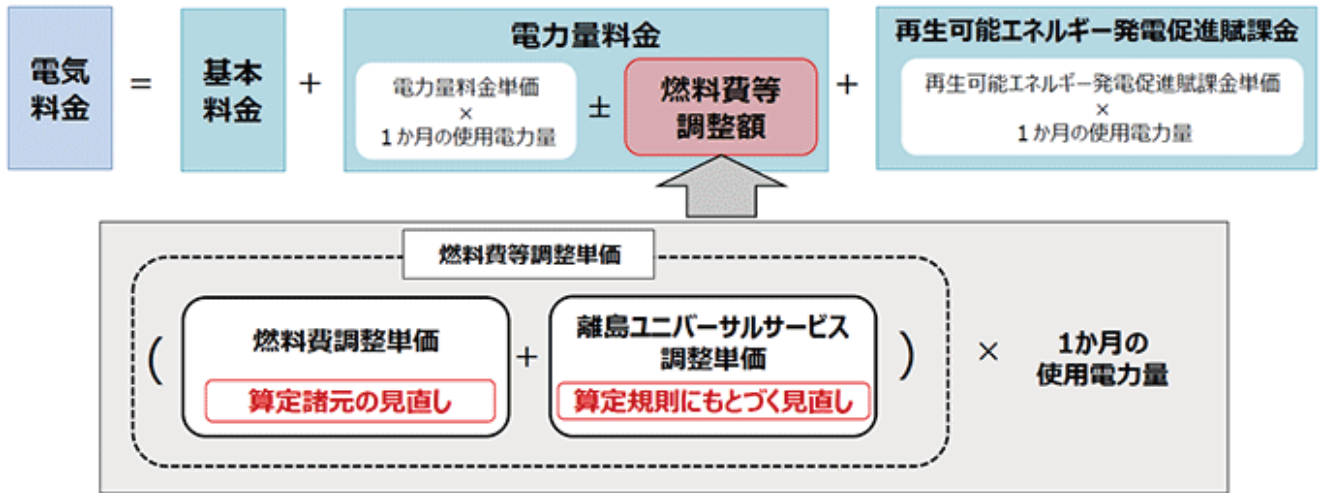 電気
料金
=
基本
料金
+
電力量料金
電力量料金単価
×
1か月の使用電力量
±
燃料費等
調整額
+
再生可能エネルギー発電促進賦課金
再生可能エネルギー発電促進賦課金単価
×
1か月の使用電力量
燃料費等調整単価
(
燃料費調整単価
算定諸元の見直し
+
離島ユニバーサルサービス
調整単価
算定規則にもとづく見直し
)
×
1か月の
使用電力量